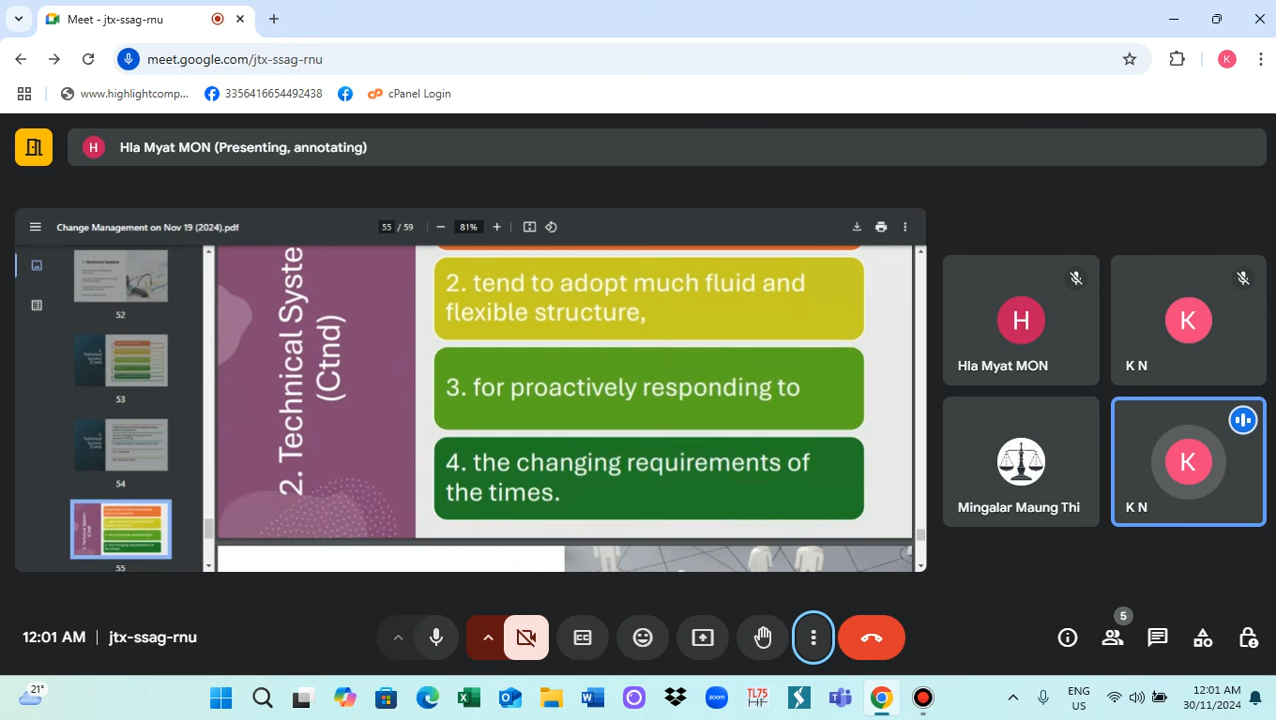 Meet - jtx-ssag-rnu
meet.google.com/jtx-ssag-rnu
K
www.highlightcomp...
3356416654492438
cP
cPanel Login
H
Hla Myat MON (Presenting, annotating)
Change Management on Nov 19 (2024).pdf
55 / 59
81%
52
53
54
55
2. Technical Syste
(Ctnd)
2. tend to adopt much fluid and
flexible structure,
3. for proactively responding to
4. the changing requirements of
the times.
H
Hla Myat MON
K
K N
Mingalar Maung Thi
K
K N
12:01 AM
jtx-ssag-rnu
5
21°
zoom
TL75
ENG
US
12:01 AM
30/11/2024